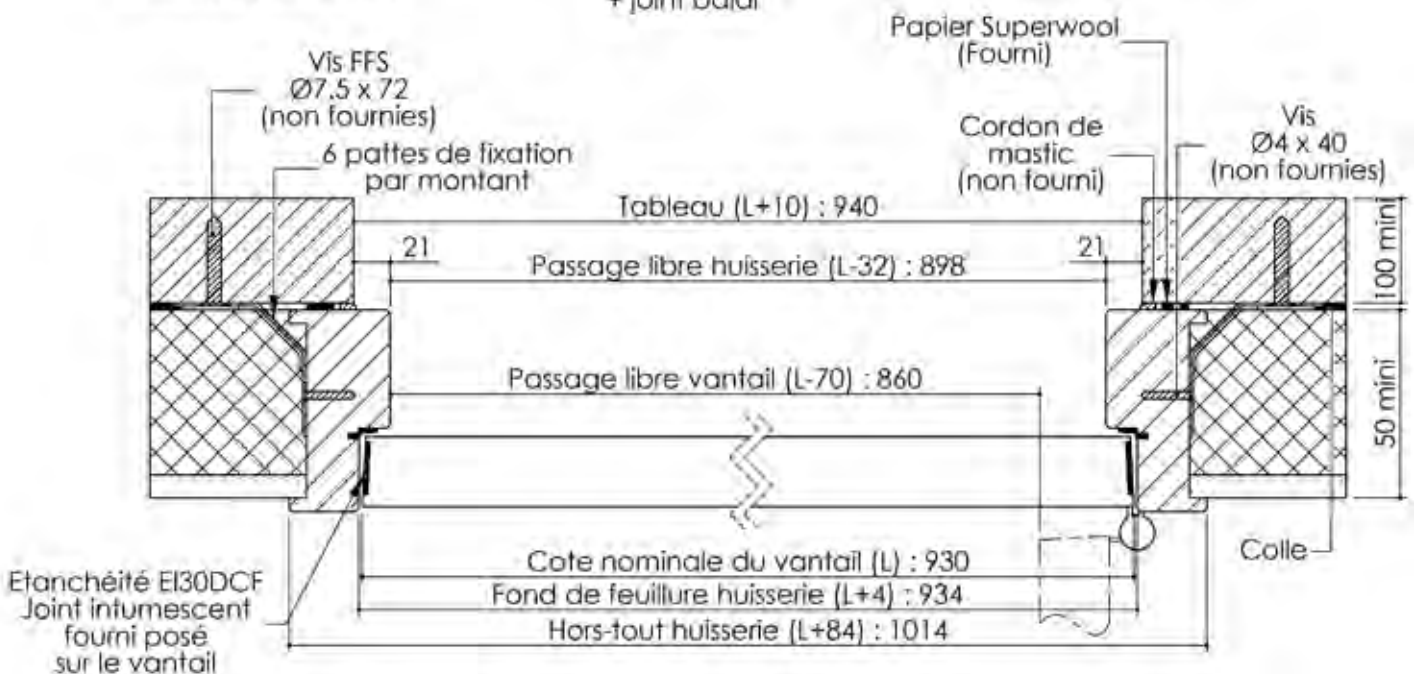 + joint balai
Papier Superwool
(Fourni)
Vis FFS
Ø7.5 x 72
(non fournies)
Cordon de
mastic
(non fourni)
Vis
Ø4 x 40
(non fournies)
6 pattes de fixation
par montant
Tableau (L+10) : 940
21
21
Passage libre huisserie (L-32) : 898
100 mini
Passage libre vantail (L-70) : 860
50 mini
Cote nominale du vantail (L) : 930
Colle
Fond de feuillure huisserie (L+4) : 934
Hors-tout huisserie (L+84) : 1014
Etanchéité EI30DCF
Joint intumescent
fourni posé
sur le vantail